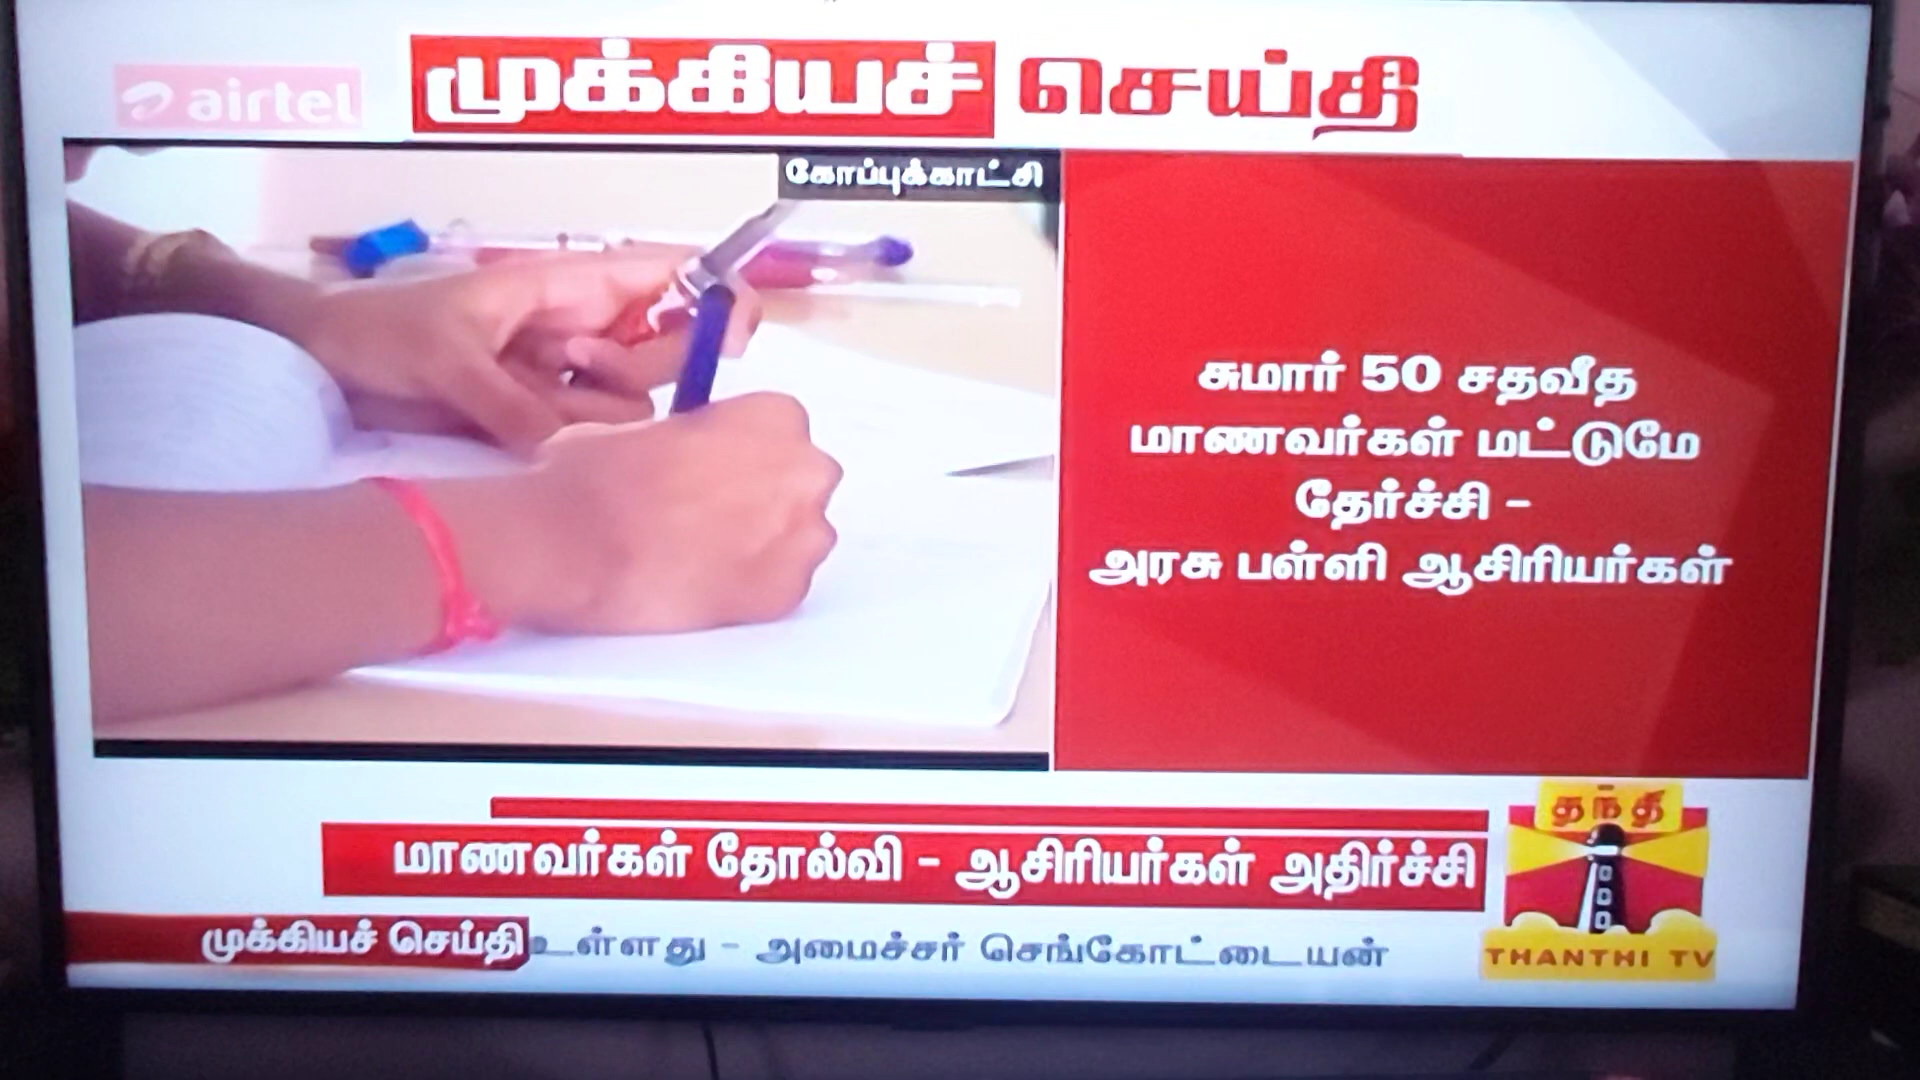 airtel
முக்கியச் செய்தி
கோப்புக்காட்சி
சுமார் 50 சதவீத
மாணவர்கள் மட்டுமே
தேர்ச்சி -
அரசு பள்ளி ஆசிரியர்கள்
தந்தி
மாணவர்கள் தோல்வி - ஆசிரியர்கள் அதிர்ச்சி
முக்கியச் செய்தி உள்ளது - அமைச்சர் செங்கோட்டையன்
THANTHI TV